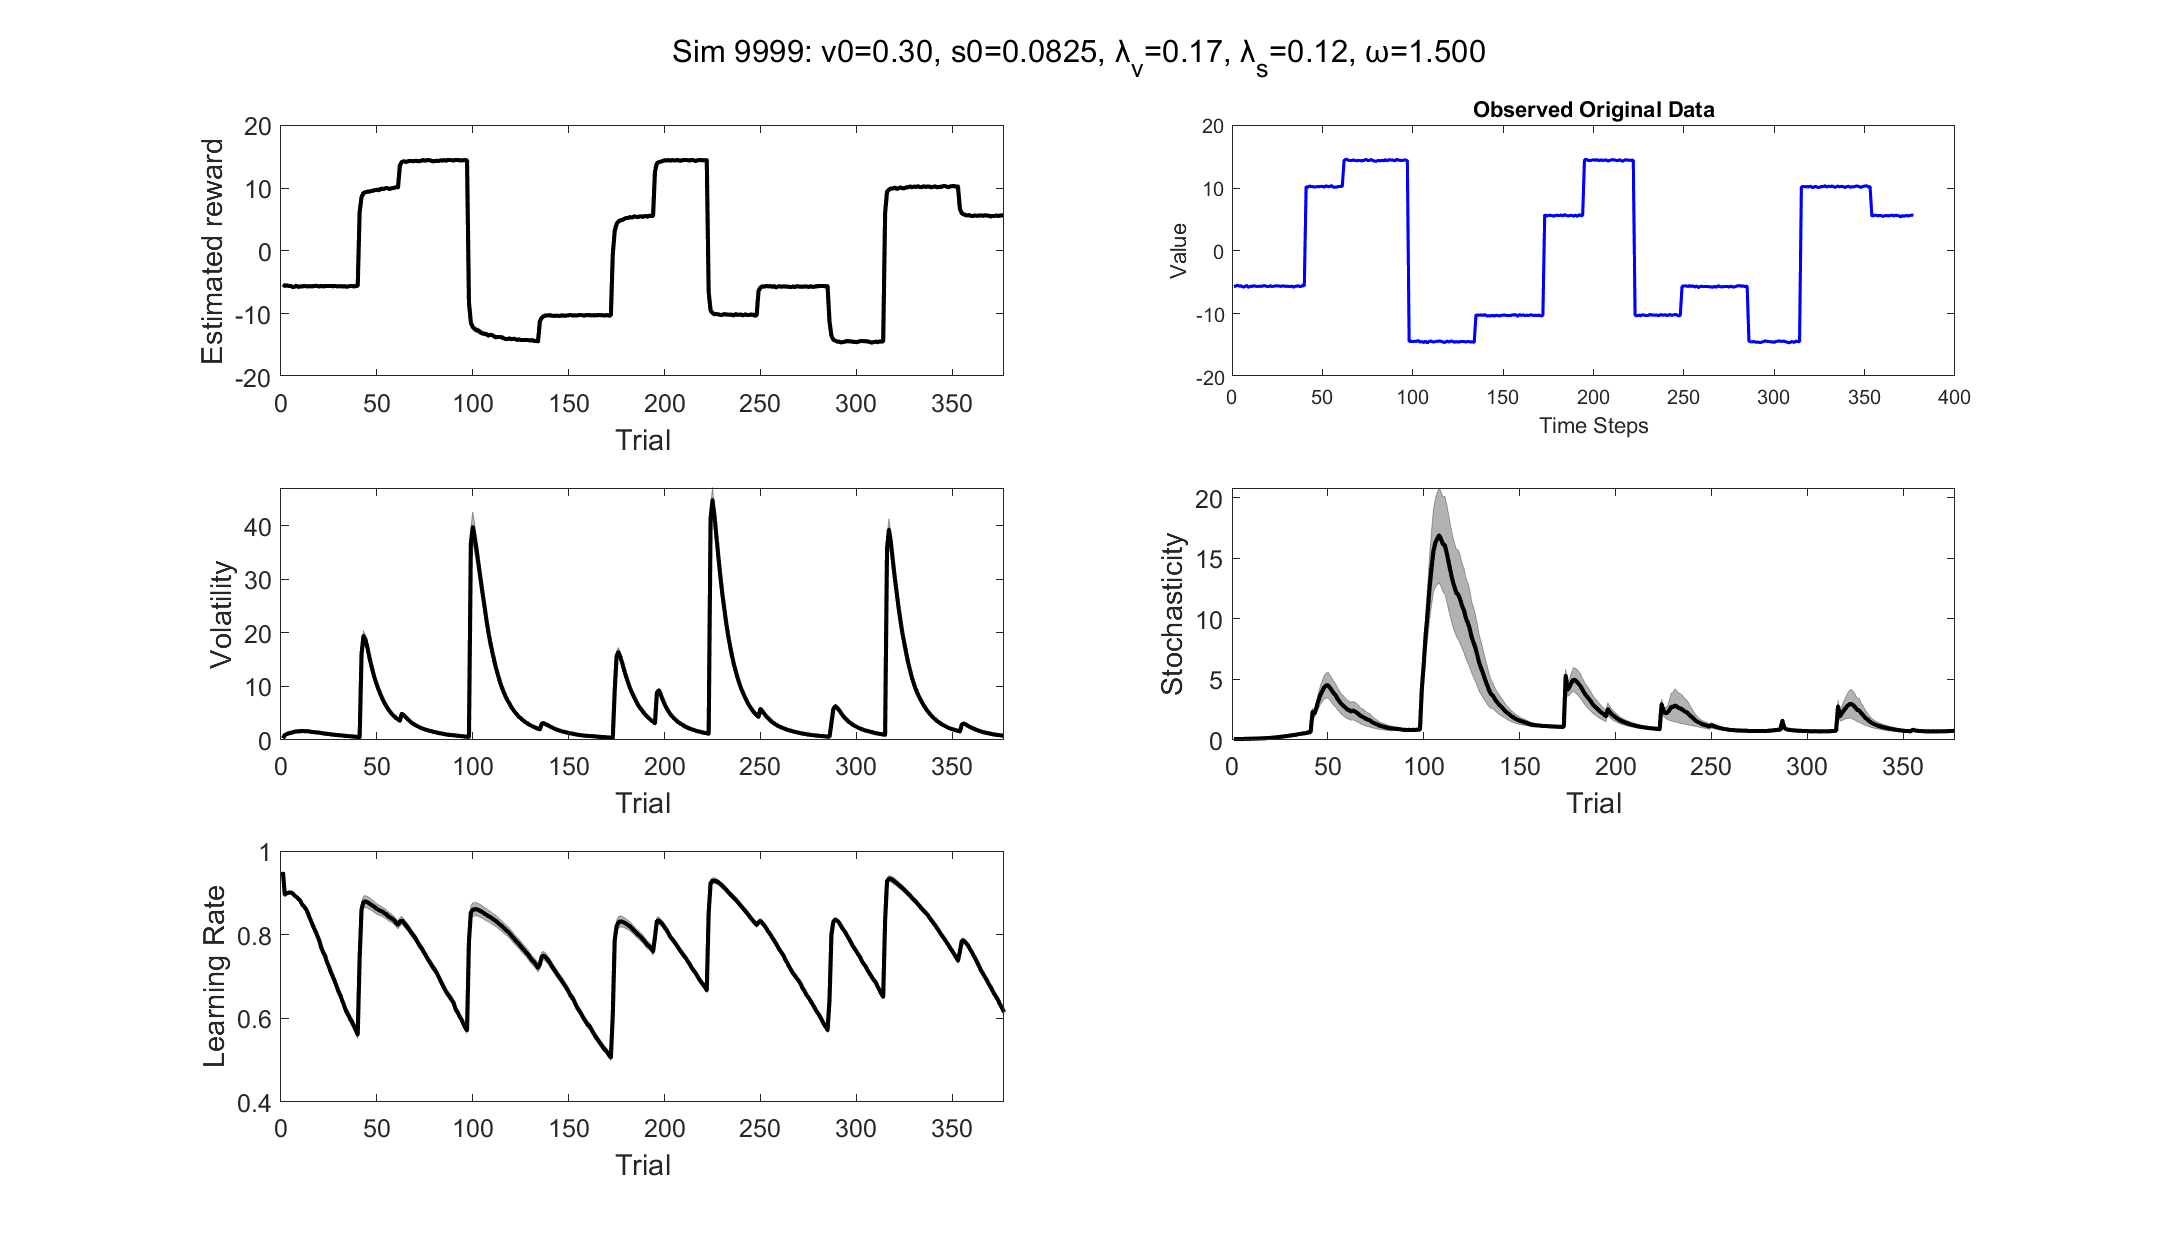 Sim 9999: v0=0.30, s0=0.0825, λv=0.17, λs=0.12, ω=1.500
20
10
0
-10
-20
Estimated reward
0 50 100 150 200 250 300 350
Trial
Observed Original Data
20
10
0
-10
-20
Value
0 50 100 150 200 250 300 350 400
Time Steps
40
30
20
10
0
Volatility
0 50 100 150 200 250 300 350
Trial
20
15
10
5
0
Stochasticity
0 50 100 150 200 250 300 350
Trial
1
0.8
0.6
0.4
Learning Rate
0 50 100 150 200 250 300 350
Trial